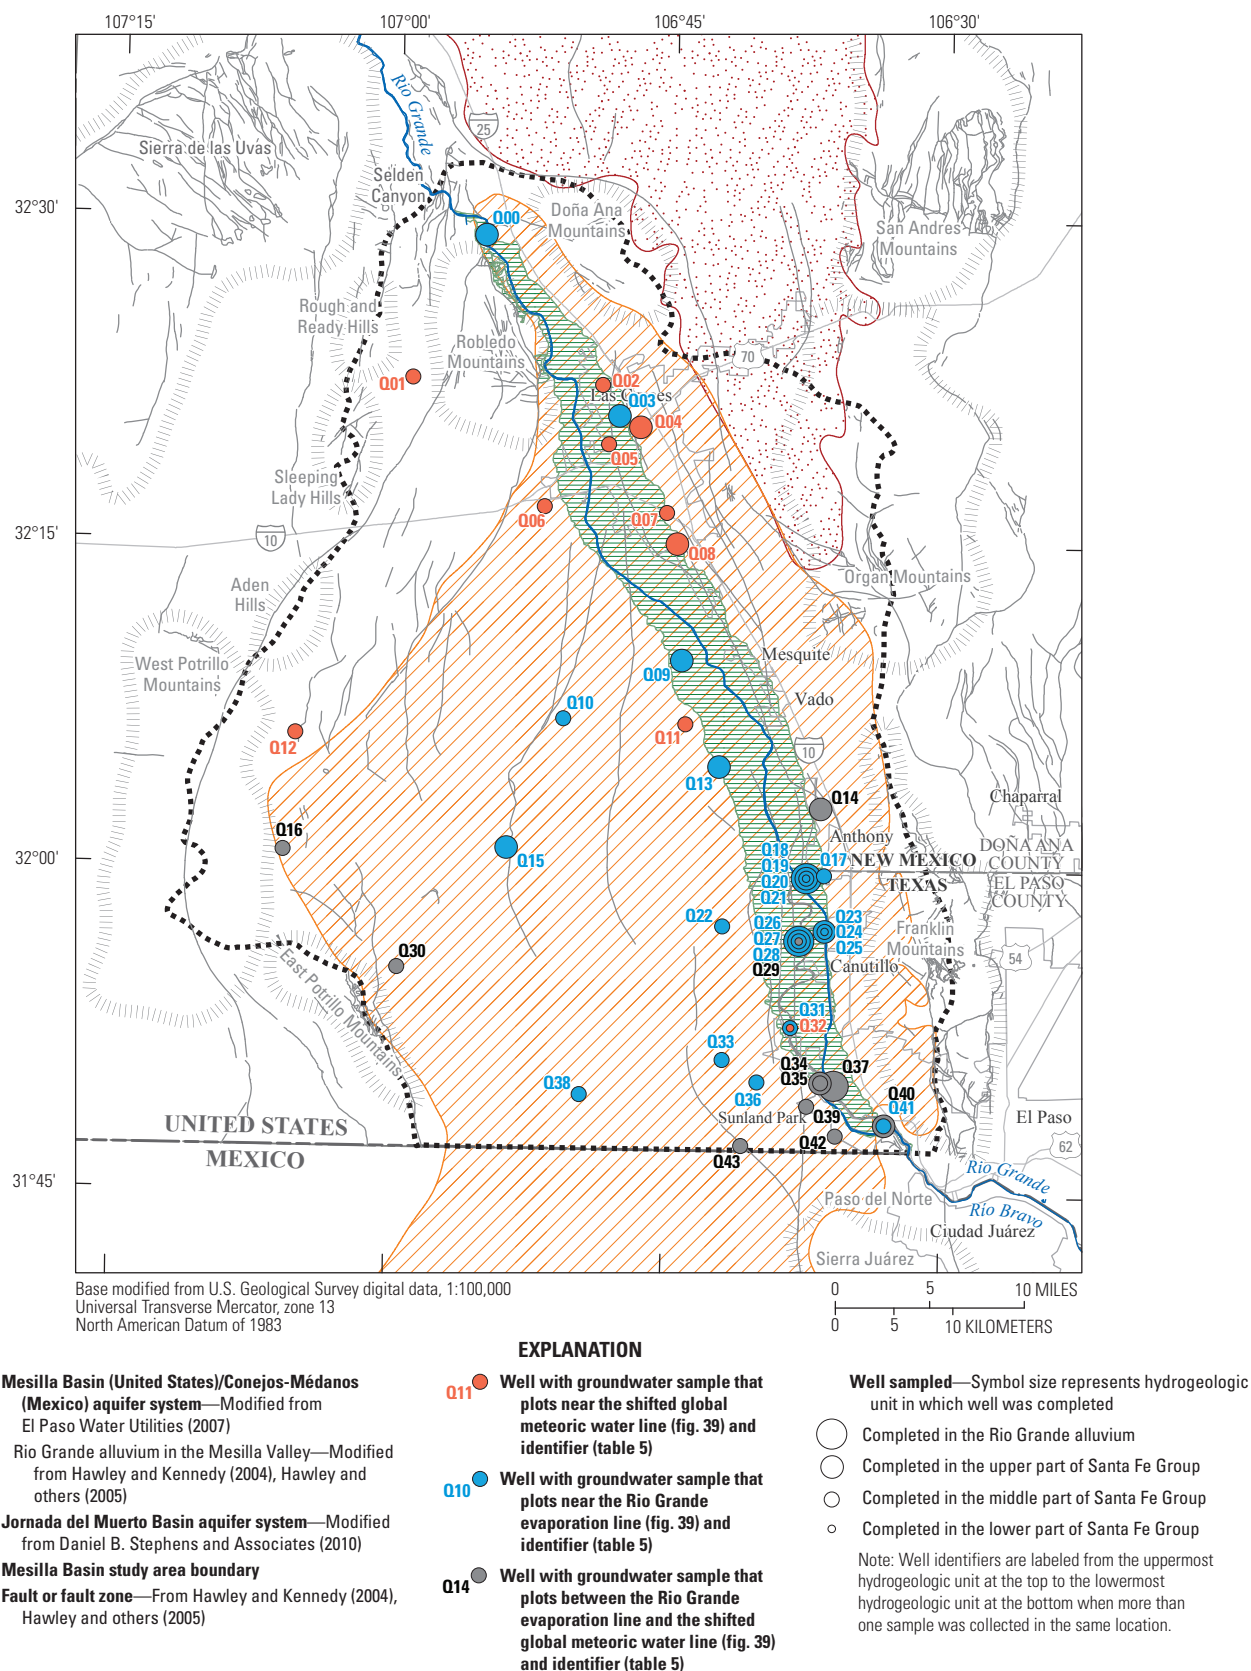 107°15'
107°00'
106°45'
106°30'
Rio Grande
25
Sierra de las Uvas
Selden
Canyon
32°30'
Q00
Doña Ana
Mountains
San Andres
Mountains
Rough and
Ready Hills
Robledo
Mountains
70
Q01
Q02
Las Cruces
Q03
Q04
Q05
Sleeping
Lady Hills
Q06
Q07
32°15'
10
Q08
Organ Mountains
Aden
Hills
West Potrillo
Mountains
Mesquite
Q09
Vado
Q10
Q11
Q12
10
Q13
Q14
Chaparral
Q16
Anthony
32°00'
Q15
Q18
Q19
Q20
Q21
Q17
NEW MEXICO
TEXAS
DOÑA ANA
COUNTY
EL PASO
COUNTY
Q22
Q26
Q27
Q28
Q29
Q23
Q24
Q25
Franklin
Mountains
54
Q30
East Potrillo Mountains
Canutillo
Q31
Q32
Q33
Q34
Q35
Q37
Q38
Q36
Sunland Park
Q39
Q40
Q41
El Paso
UNITED STATES
MEXICO
Q43
Q42
62
31°45'
Rio Grande
Río Bravo
Paso del Norte
Ciudad Juárez
Sierra Juárez
Base modified from U.S. Geological Survey digital data, 1:100,000
Universal Transverse Mercator, zone 13
North American Datum of 1983
0 5 10 MILES
0 5 10 KILOMETERS
EXPLANATION
Mesilla Basin (United States)/Conejos-Médanos
(Mexico) aquifer system—Modified from
El Paso Water Utilities (2007)
Rio Grande alluvium in the Mesilla Valley—Modified
from Hawley and Kennedy (2004), Hawley and
others (2005)
Jornada del Muerto Basin aquifer system—Modified
from Daniel B. Stephens and Associates (2010)
Mesilla Basin study area boundary
Fault or fault zone—From Hawley and Kennedy (2004),
Hawley and others (2005)
Q11
Well with groundwater sample that
plots near the shifted global
meteoric water line (fig. 39) and
identifier (table 5)
Q10
Well with groundwater sample that
plots near the Rio Grande
evaporation line (fig. 39) and
identifier (table 5)
Q14
Well with groundwater sample that
plots between the Rio Grande
evaporation line and the shifted
global meteoric water line (fig. 39)
and identifier (table 5)
Well sampled—Symbol size represents hydrogeologic
unit in which well was completed
Completed in the Rio Grande alluvium
Completed in the upper part of Santa Fe Group
Completed in the middle part of Santa Fe Group
Completed in the lower part of Santa Fe Group
Note: Well identifiers are labeled from the uppermost
hydrogeologic unit at the top to the lowermost
hydrogeologic unit at the bottom when more than
one sample was collected in the same location.